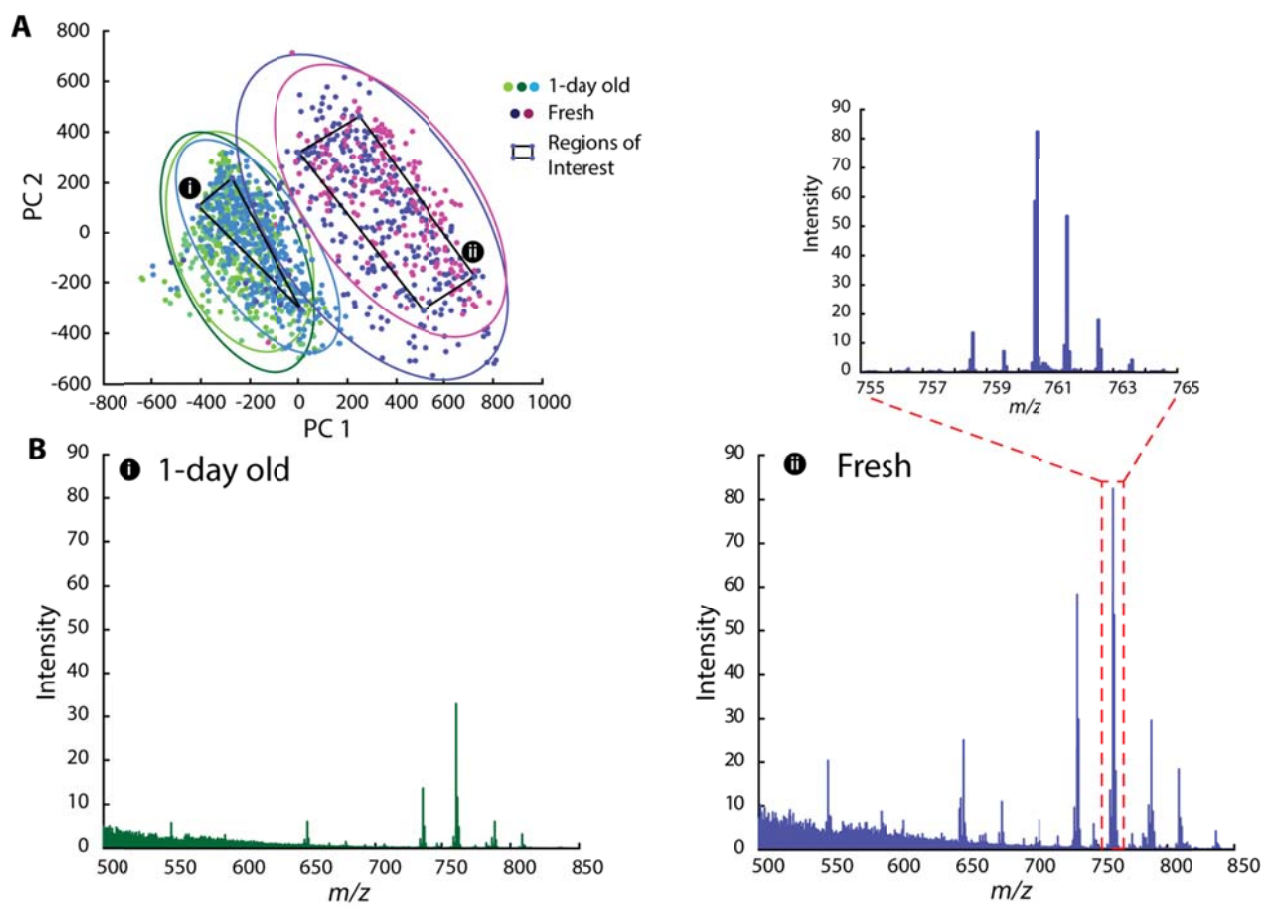 A
800
600
400
200
0
-200
-400
-600
PC 2
-800 -600 -400 -200 0 200 400 600 800 1000
PC 1
i
ii
1-day old
Fresh
Regions of
Interest
90
80
70
60
50
40
30
20
10
0
Intensity
755 757 759 761 763 765
m/z
B
i 1-day old
90
80
70
60
50
40
30
20
10
0
Intensity
500 550 600 650 700 750 800 850
m/z
ii Fresh
90
80
70
60
50
40
30
20
10
0
Intensity
500 550 600 650 700 750 800 850
m/z